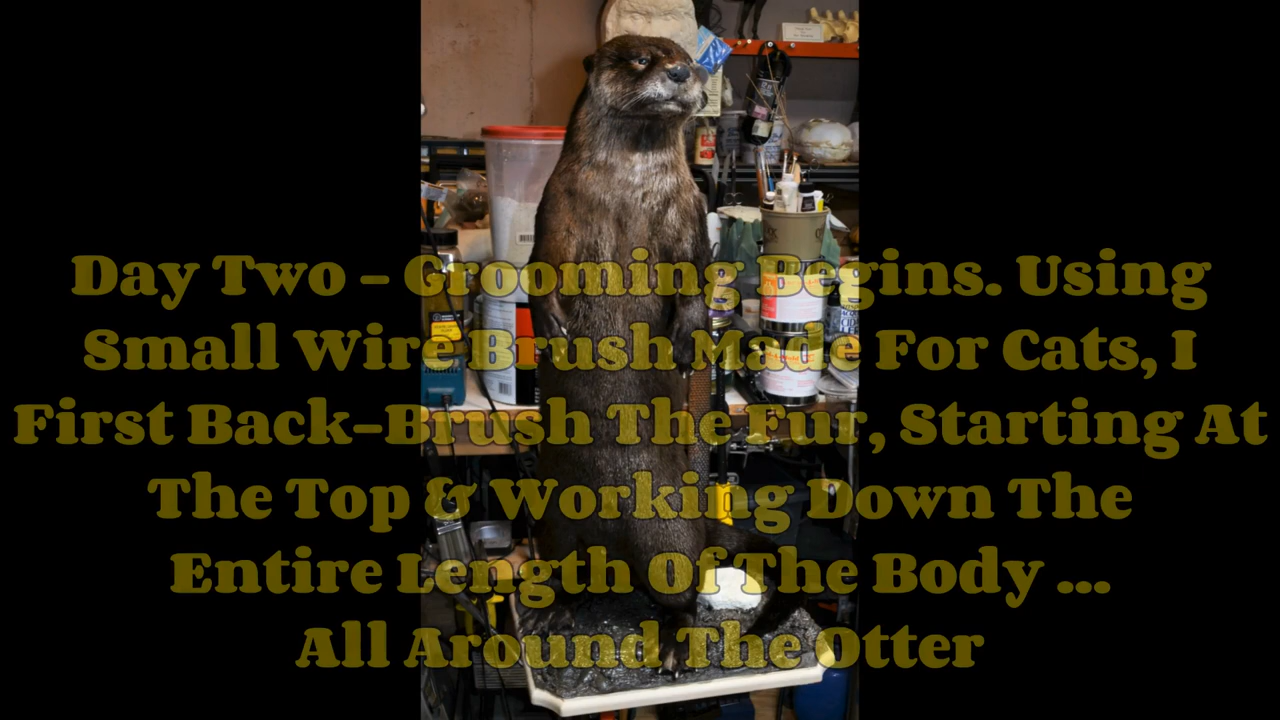 Day Two – Grooming Begins. Using
Small Wire Brush Made For Cats, I
First Back-Brush The Fur, Starting At
The Top & Working Down The
Entire Length Of The Body ...
All Around The Otter